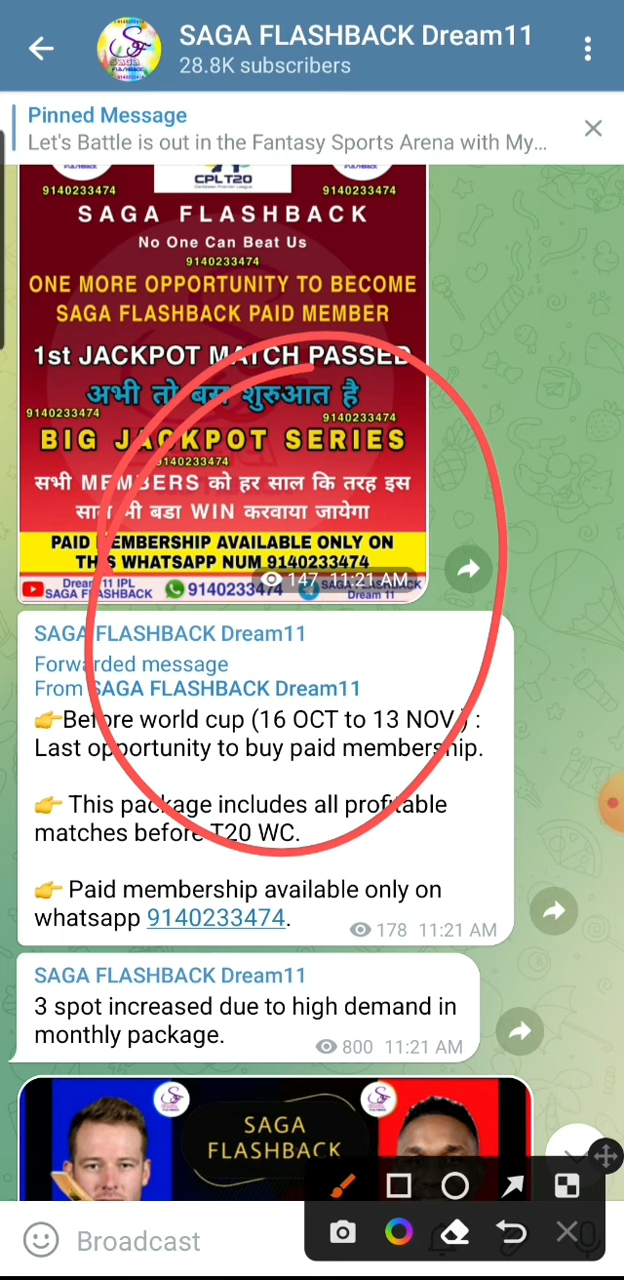 SAGA FLASHBACK Dream11
28.8K subscribers
Pinned Message
Let's Battle is out in the Fantasy Sports Arena with My...
CPLT20
9140233474 9140233474
SAGA FLASHBACK
No One Can Beat Us
9140233474
ONE MORE OPPORTUNITY TO BECOME
SAGA FLASHBACK PAID MEMBER
1st JACKPOT MATCH PASSED
अभी तो बस शुरुआत है
9140233474 9140233474
BIG JACKPOT SERIES
9140233474
सभी MEMBERS को हर साल कि तरह इस
साल भी बडा WIN करवाया जायेगा
PAID MEMBERSHIP AVAILABLE ONLY ON
THIS WHATSAPP NUM 9140233474
147 11:21 AM
Dream 11 IPL
SAGA FLASHBACK 9140233474 SAGA FLASHBACK
Dream 11
SAGA FLASHBACK Dream11
Forwarded message
From SAGA FLASHBACK Dream11
👉Before world cup (16 OCT to 13 NOV) :
Last opportunity to buy paid membership.
👉 This package includes all profitable
matches before T20 WC.
👉 Paid membership available only on
whatsapp 9140233474.
178 11:21 AM
SAGA FLASHBACK Dream11
3 spot increased due to high demand in
monthly package.
800 11:21 AM
SAGA
FLASHBACK
Broadcast